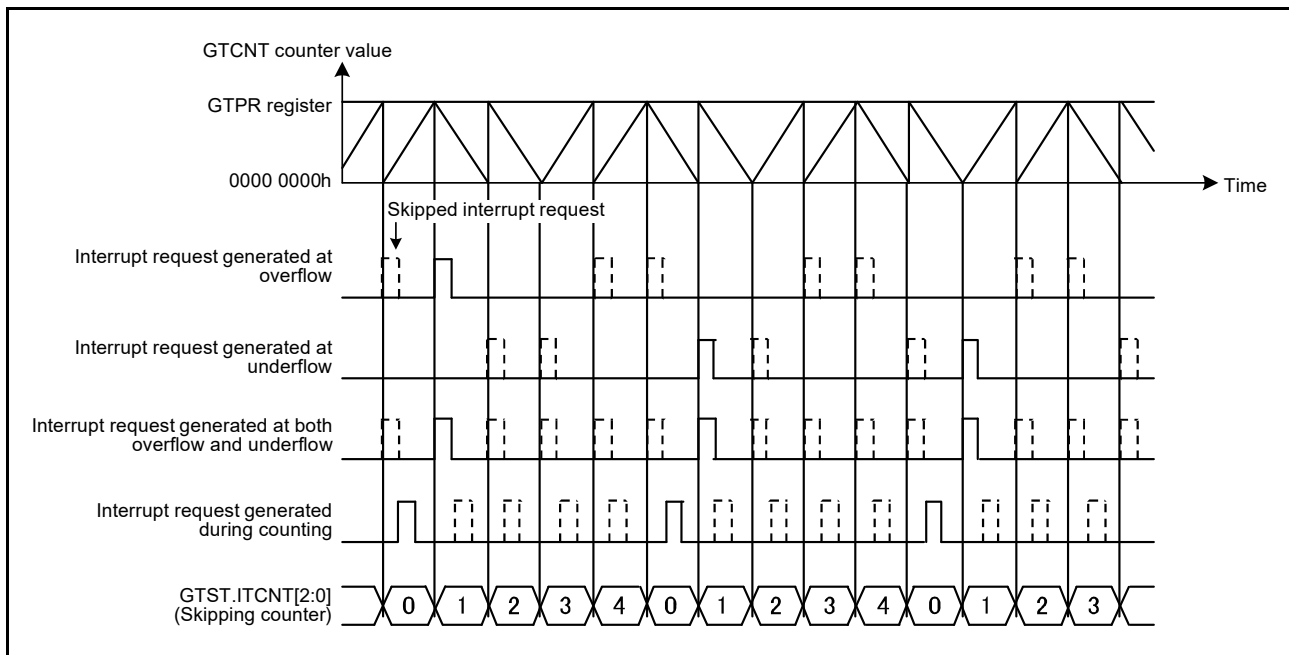 GTCNT counter value
GTPR register
0000 0000h
Time
Skipped interrupt request
Interrupt request generated at
overflow
Interrupt request generated at
underflow
Interrupt request generated at both
overflow and underflow
Interrupt request generated
during counting
GTST.ITCNT[2:0]
(Skipping counter)
0 1 2 3 4 0 1 2 3 4 0 1 2 3